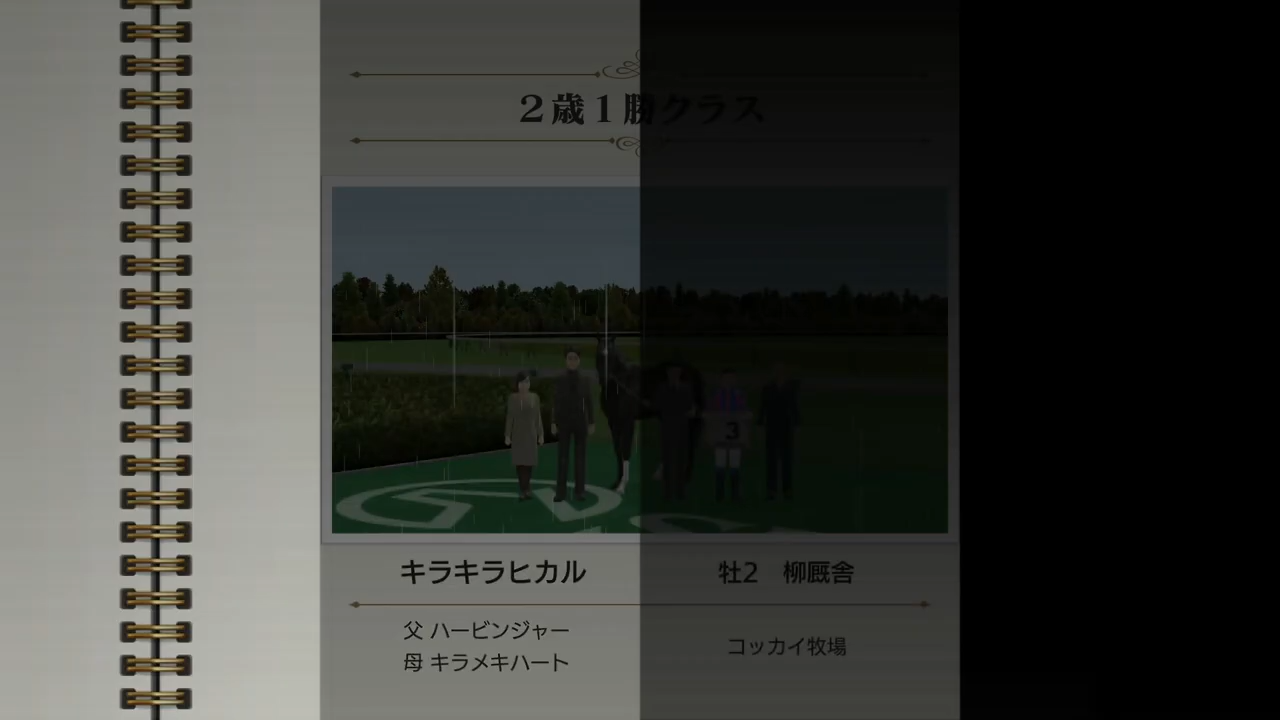 ２歳１勝クラス
3
キラキラヒカル 牡2 柳厩舎
父 ハービンジャー
母 キラメキハート
コッカイ牧場